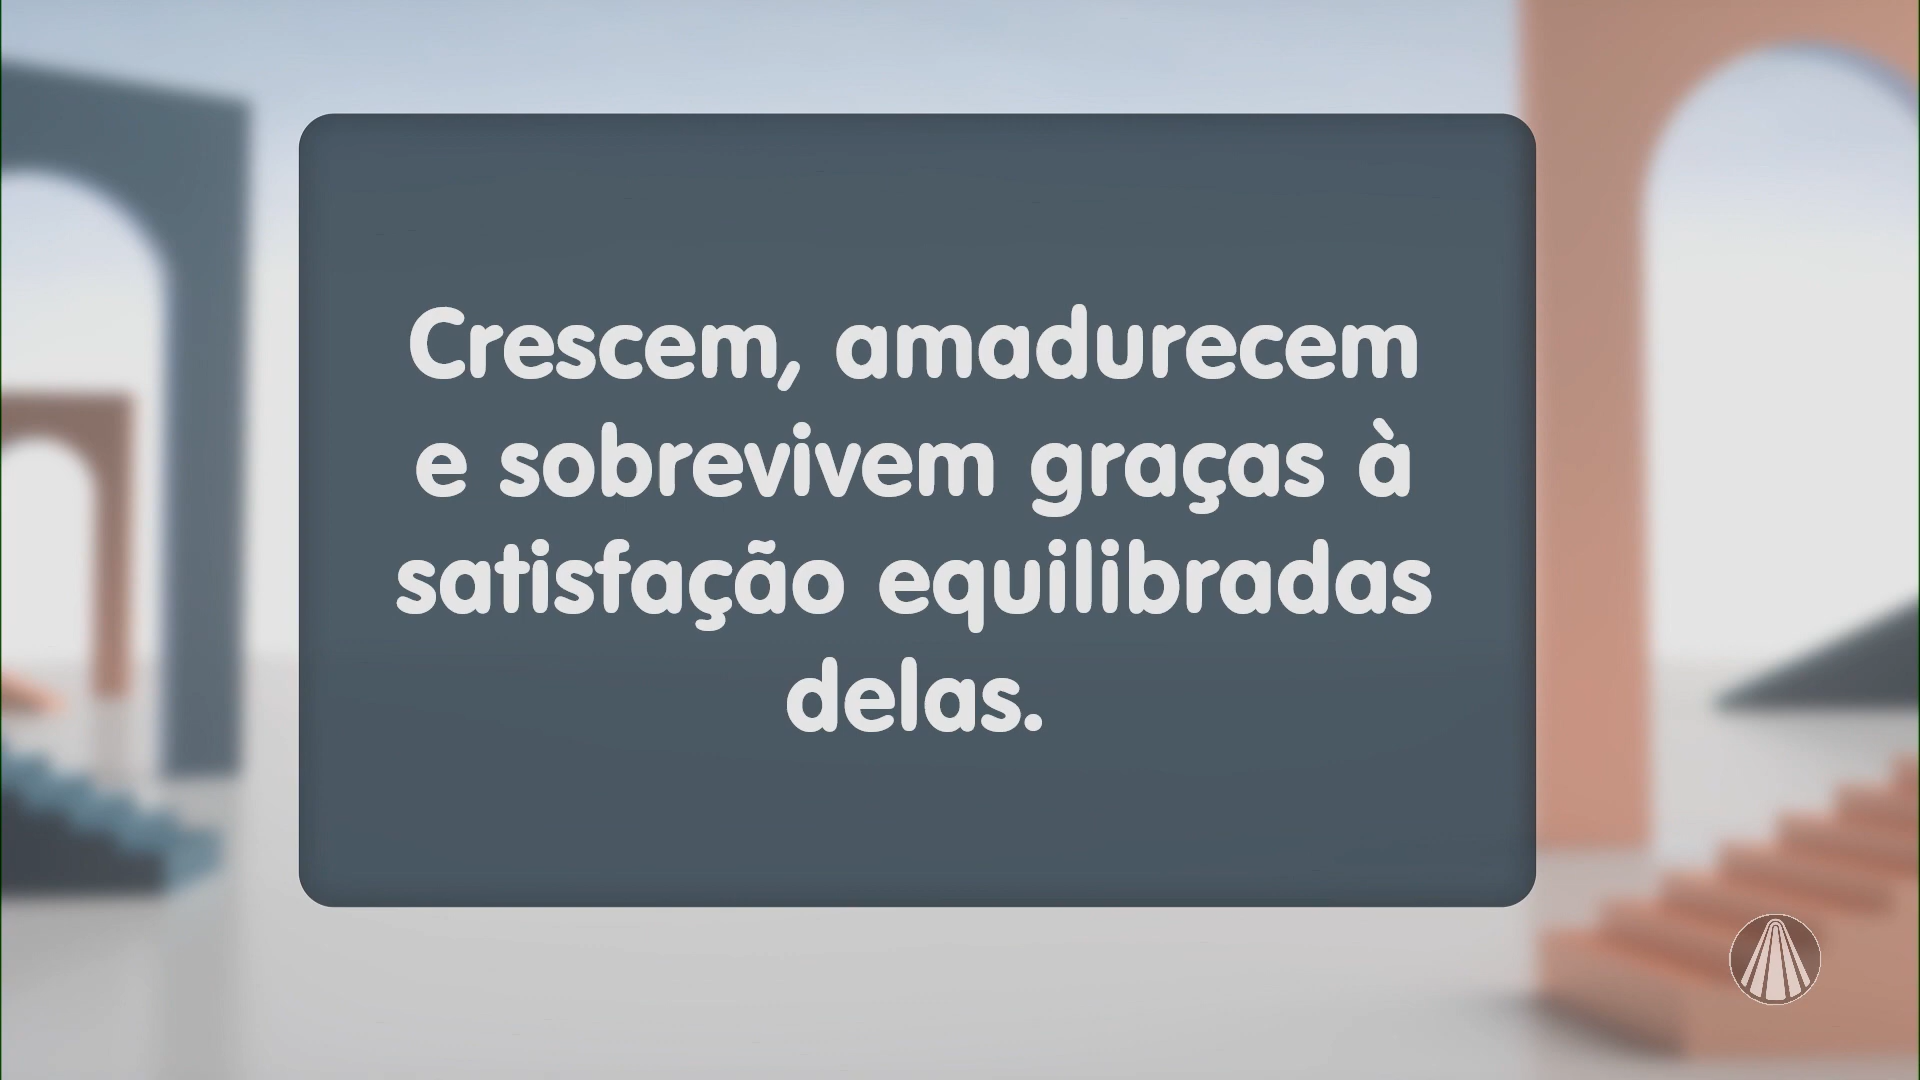 Crescem, amadurecem
e sobrevivem graças à
satisfação equilibradas
delas.